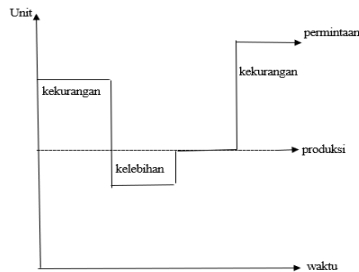 Unit
permintaan
kekurangan
kekurangan
produksi
kelebihan
waktu